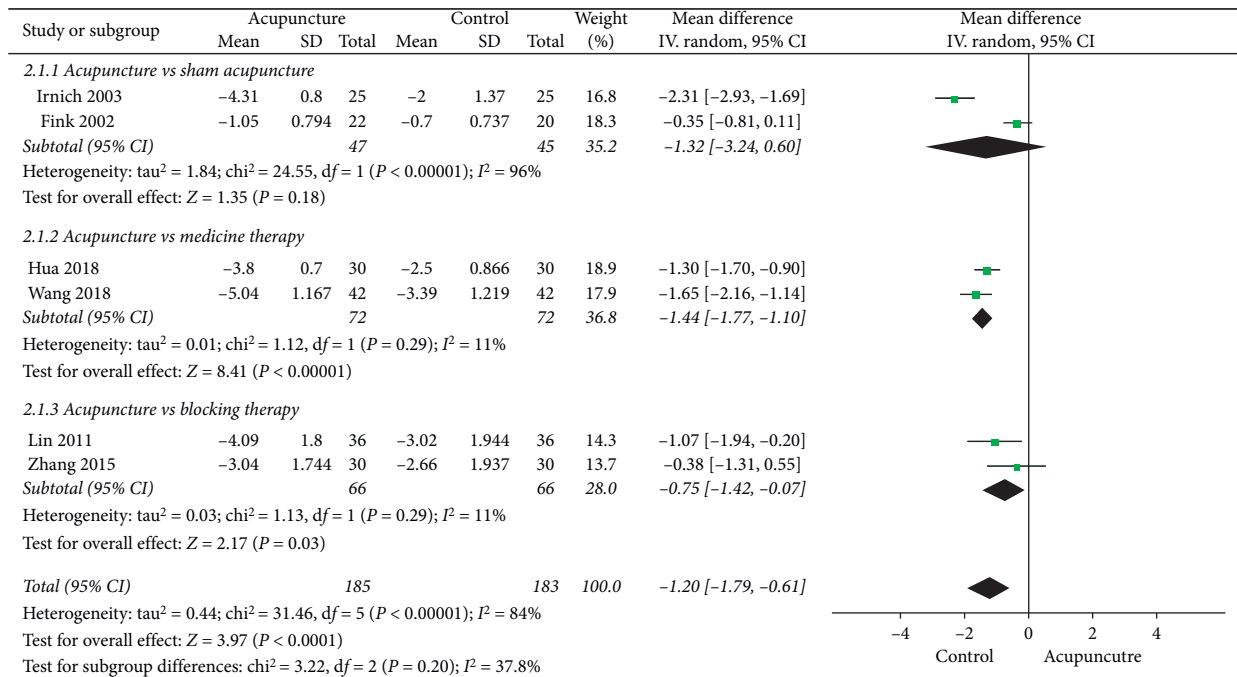 Study or subgroup Acupuncture Control Weight Mean difference Mean difference
Mean SD Total Mean SD Total (%) IV. random, 95% CI IV. random, 95% CI
2.1.1 Acupuncture vs sham acupuncture
Irnich 2003 –4.31 0.8 25 –2 1.37 25 16.8 –2.31 [–2.93, –1.69]
Fink 2002 –1.05 0.794 22 –0.7 0.737 20 18.3 –0.35 [–0.81, 0.11]
Subtotal (95% CI) 47 45 35.2 –1.32 [–3.24, 0.60]
Heterogeneity: tau² = 1.84; chi² = 24.55, df = 1 (P < 0.00001); I² = 96%
Test for overall effect: Z = 1.35 (P = 0.18)
2.1.2 Acupuncture vs medicine therapy
Hua 2018 –3.8 0.7 30 –2.5 0.866 30 18.9 –1.30 [–1.70, –0.90]
Wang 2018 –5.04 1.167 42 –3.39 1.219 42 17.9 –1.65 [–2.16, –1.14]
Subtotal (95% CI) 72 72 36.8 –1.44 [–1.77, –1.10]
Heterogeneity: tau² = 0.01; chi² = 1.12, df = 1 (P = 0.29); I² = 11%
Test for overall effect: Z = 8.41 (P < 0.00001)
2.1.3 Acupuncture vs blocking therapy
Lin 2011 –4.09 1.8 36 –3.02 1.944 36 14.3 –1.07 [–1.94, –0.20]
Zhang 2015 –3.04 1.744 30 –2.66 1.937 30 13.7 –0.38 [–1.31, 0.55]
Subtotal (95% CI) 66 66 28.0 –0.75 [–1.42, –0.07]
Heterogeneity: tau² = 0.03; chi² = 1.13, df = 1 (P = 0.29); I² = 11%
Test for overall effect: Z = 2.17 (P = 0.03)
Total (95% CI) 185 183 100.0 –1.20 [–1.79, –0.61]
Heterogeneity: tau² = 0.44; chi² = 31.46, df = 5 (P < 0.00001); I² = 84%
Test for overall effect: Z = 3.97 (P < 0.0001)
Test for subgroup differences: chi² = 3.22, df = 2 (P = 0.20); I² = 37.8%
–4 –2 0 2 4
Control Acupuncutre